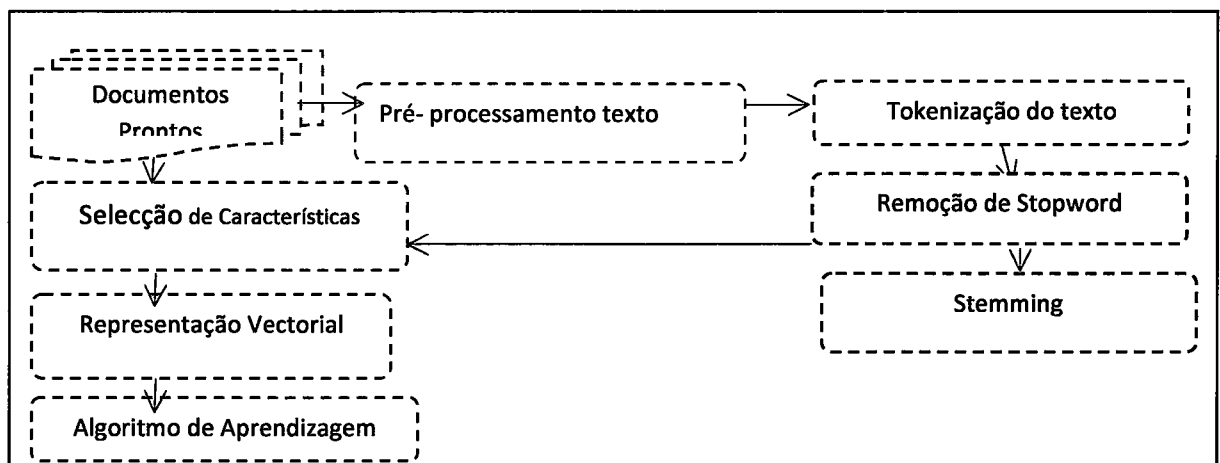 Documentos
Prontos
Pré- processamento texto
Tokenização do texto
Selecção de Características
Remoção de Stopword
Representação Vectorial
Stemming
Algoritmo de Aprendizagem